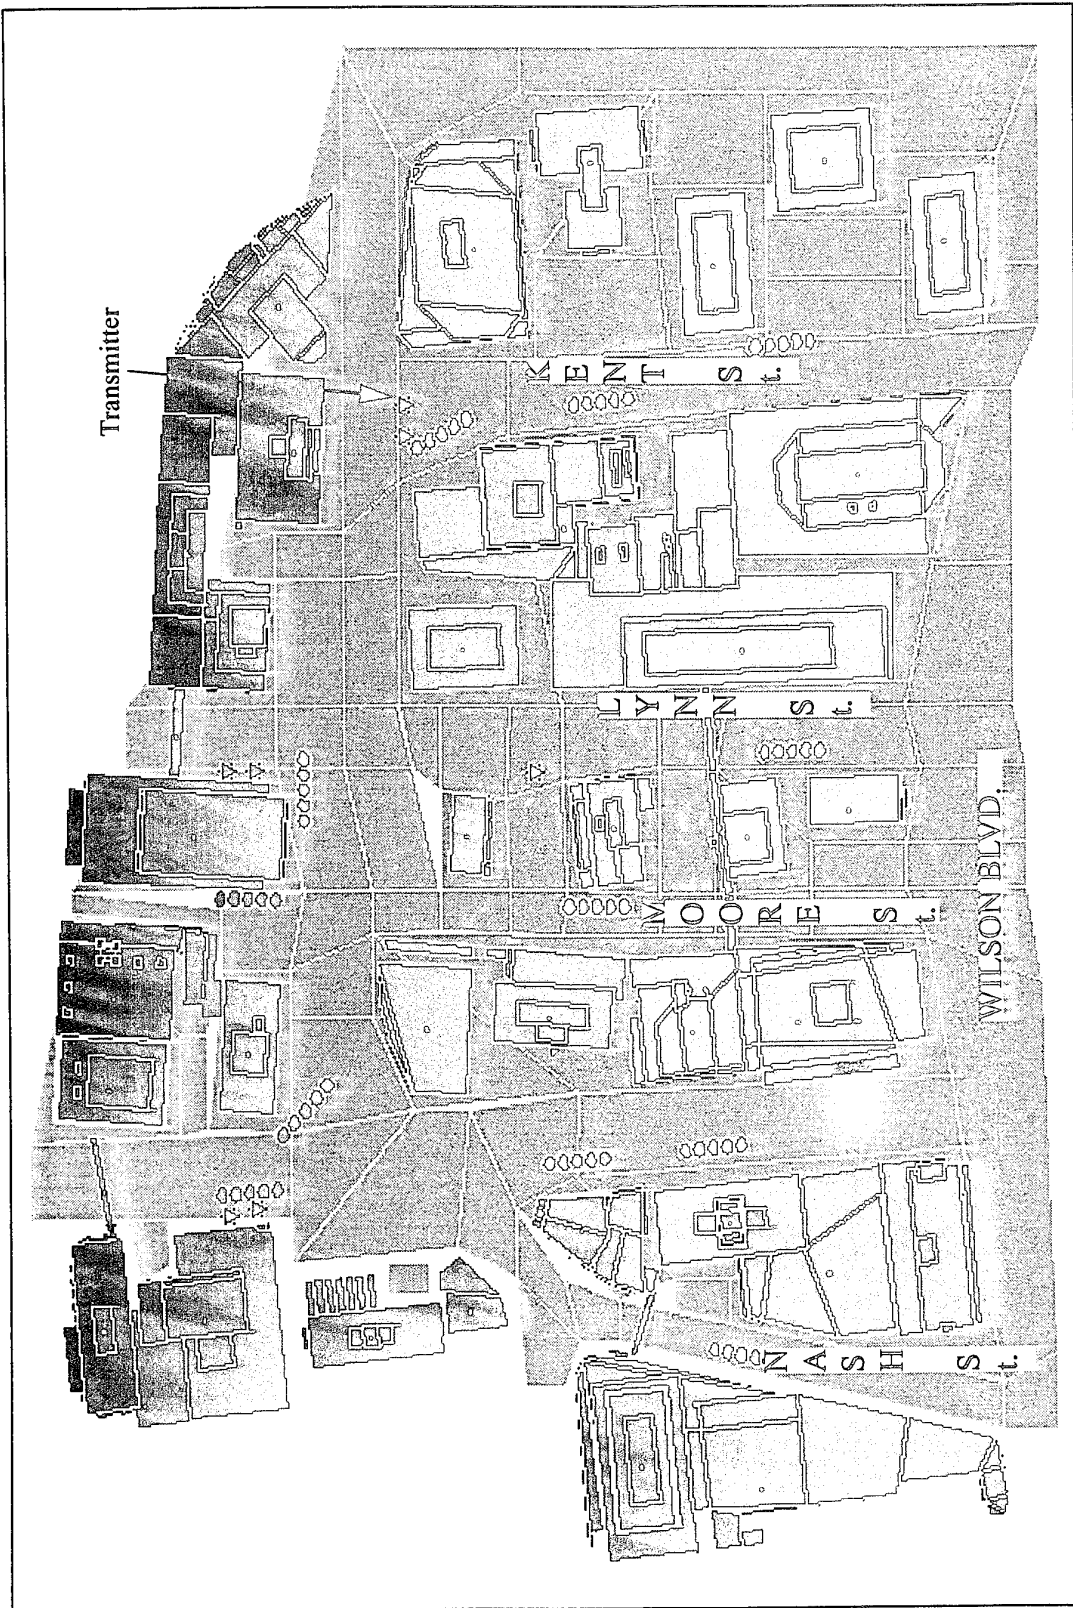 Transmitter
KENT St.
LYNN St.
MOORE St.
NASH St.
WILSON BLVD.